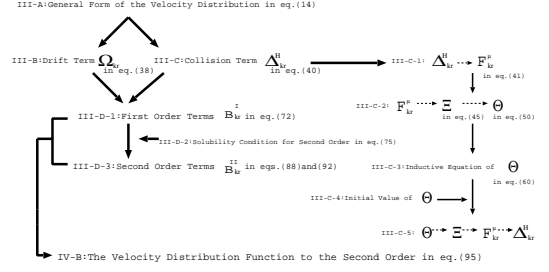 III-A:General Form of the Velocity Distribution in eq.(14)
III-B:Drift Term Ω_kr in eq.(38)
III-C:Collision Term Δ^H_kr in eq.(40)
III-C-1: Δ^H_kr F^μ_kr in eq.(41)
III-C-2: F^μ_kr Ξ in eq.(45) Θ in eq.(50)
III-D-1:First Order Terms B^I_kr in eq.(72)
III-D-2:Solubility Condition for Second Order in eq.(75)
III-D-3:Second Order Terms B^II_kr in eqs.(88)and(92)
III-C-3:Inductive Equation of Θ in eq.(60)
III-C-4:Initial Value of Θ
III-C-5: Θ Ξ F^μ_kr Δ^H_kr
IV-B:The Velocity Distribution Function to the Second Order in eq.(95)